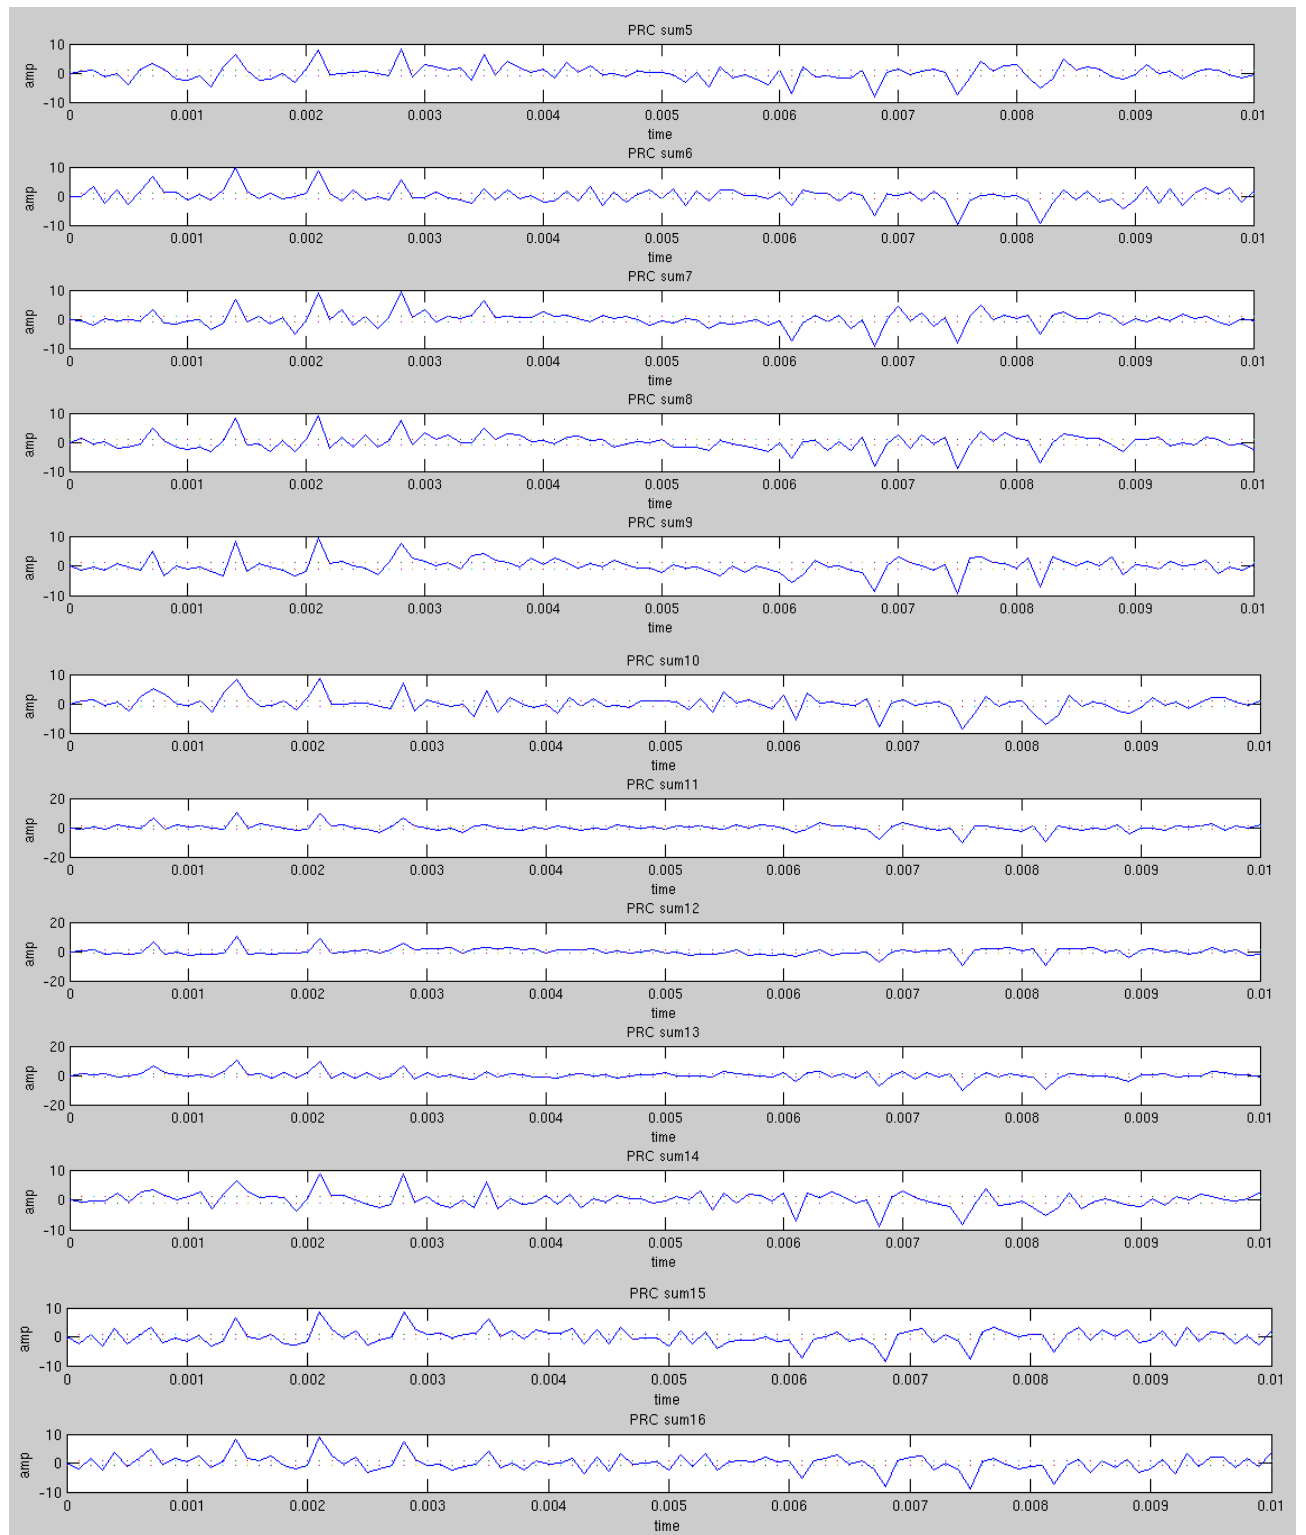 PRC sum5
10
0
-10
amp
0 0.001 0.002 0.003 0.004 0.005 0.006 0.007 0.008 0.009 0.01
time
PRC sum6
10
0
-10
amp
0 0.001 0.002 0.003 0.004 0.005 0.006 0.007 0.008 0.009 0.01
time
PRC sum7
10
0
-10
amp
0 0.001 0.002 0.003 0.004 0.005 0.006 0.007 0.008 0.009 0.01
time
PRC sum8
10
0
-10
amp
0 0.001 0.002 0.003 0.004 0.005 0.006 0.007 0.008 0.009 0.01
time
PRC sum9
10
0
-10
amp
0 0.001 0.002 0.003 0.004 0.005 0.006 0.007 0.008 0.009 0.01
time
PRC sum10
10
0
-10
amp
0 0.001 0.002 0.003 0.004 0.005 0.006 0.007 0.008 0.009 0.01
time
PRC sum11
20
0
-20
amp
0 0.001 0.002 0.003 0.004 0.005 0.006 0.007 0.008 0.009 0.01
time
PRC sum12
20
0
-20
amp
0 0.001 0.002 0.003 0.004 0.005 0.006 0.007 0.008 0.009 0.01
time
PRC sum13
20
0
-20
amp
0 0.001 0.002 0.003 0.004 0.005 0.006 0.007 0.008 0.009 0.01
time
PRC sum14
10
0
-10
amp
0 0.001 0.002 0.003 0.004 0.005 0.006 0.007 0.008 0.009 0.01
time
PRC sum15
10
0
-10
amp
0 0.001 0.002 0.003 0.004 0.005 0.006 0.007 0.008 0.009 0.01
time
PRC sum16
10
0
-10
amp
0 0.001 0.002 0.003 0.004 0.005 0.006 0.007 0.008 0.009 0.01
time